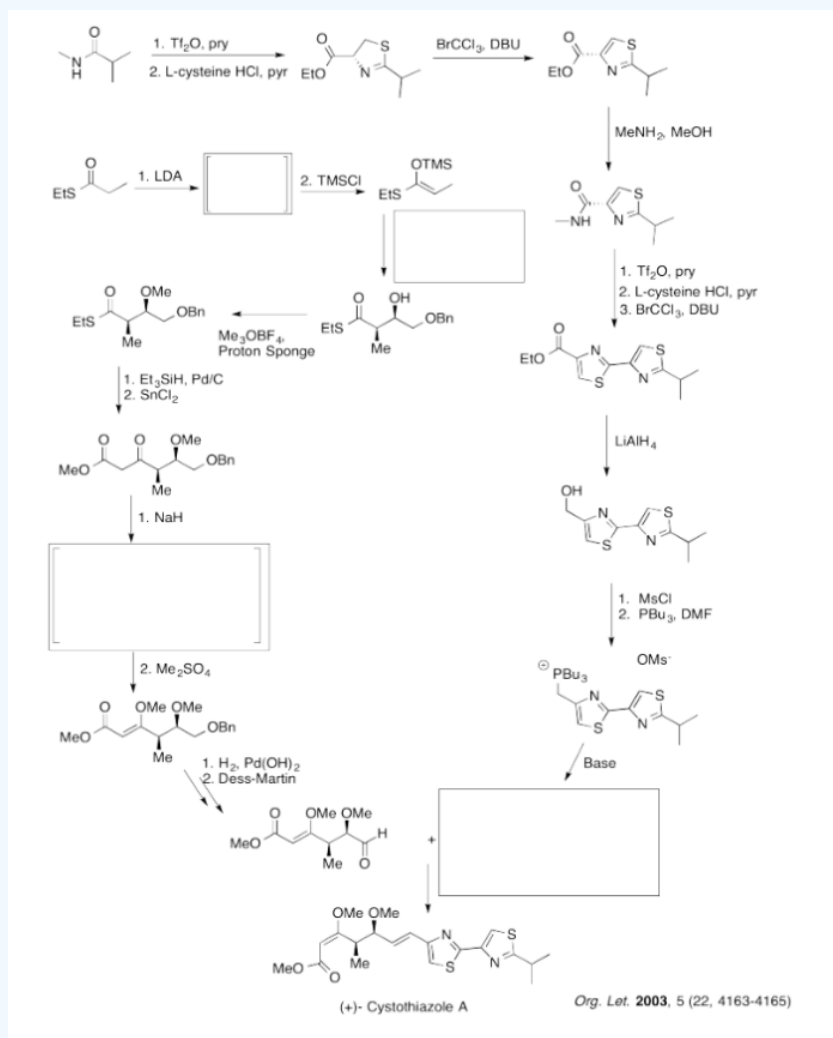 O
N
H
1. Tf₂O, pry
2. L-cysteine HCl, pyr
O
EtO
S
N
BrCCl₃, DBU
O
EtO
S
N
MeNH₂, MeOH
O
EtS
1. LDA
2. TMSCl
OTMS
EtS
O
NH
S
N
1. Tf₂O, pry
2. L-cysteine HCl, pyr
3. BrCCl₃, DBU
O
OMe
EtS
OBn
Me
Me₃OBF₄,
Proton Sponge
O
OH
EtS
OBn
Me
O
EtO
N
S
S
N
1. Et₃SiH, Pd/C
2. SnCl₂
LiAlH₄
O
O
OMe
MeO
OBn
Me
OH
N
S
S
N
1. NaH
1. MsCl
2. PBu₃, DMF
2. Me₂SO₄
⊕
PBu₃
OMs⁻
N
S
S
N
O
OMe OMe
MeO
OBn
Me
1. H₂, Pd(OH)₂
2. Dess-Martin
Base
O
OMe OMe
MeO
H
Me
O
+
OMe OMe
MeO
O
Me
N
S
S
N
(+)- Cystothiazole A
Org. Let. 2003, 5 (22, 4163-4165)